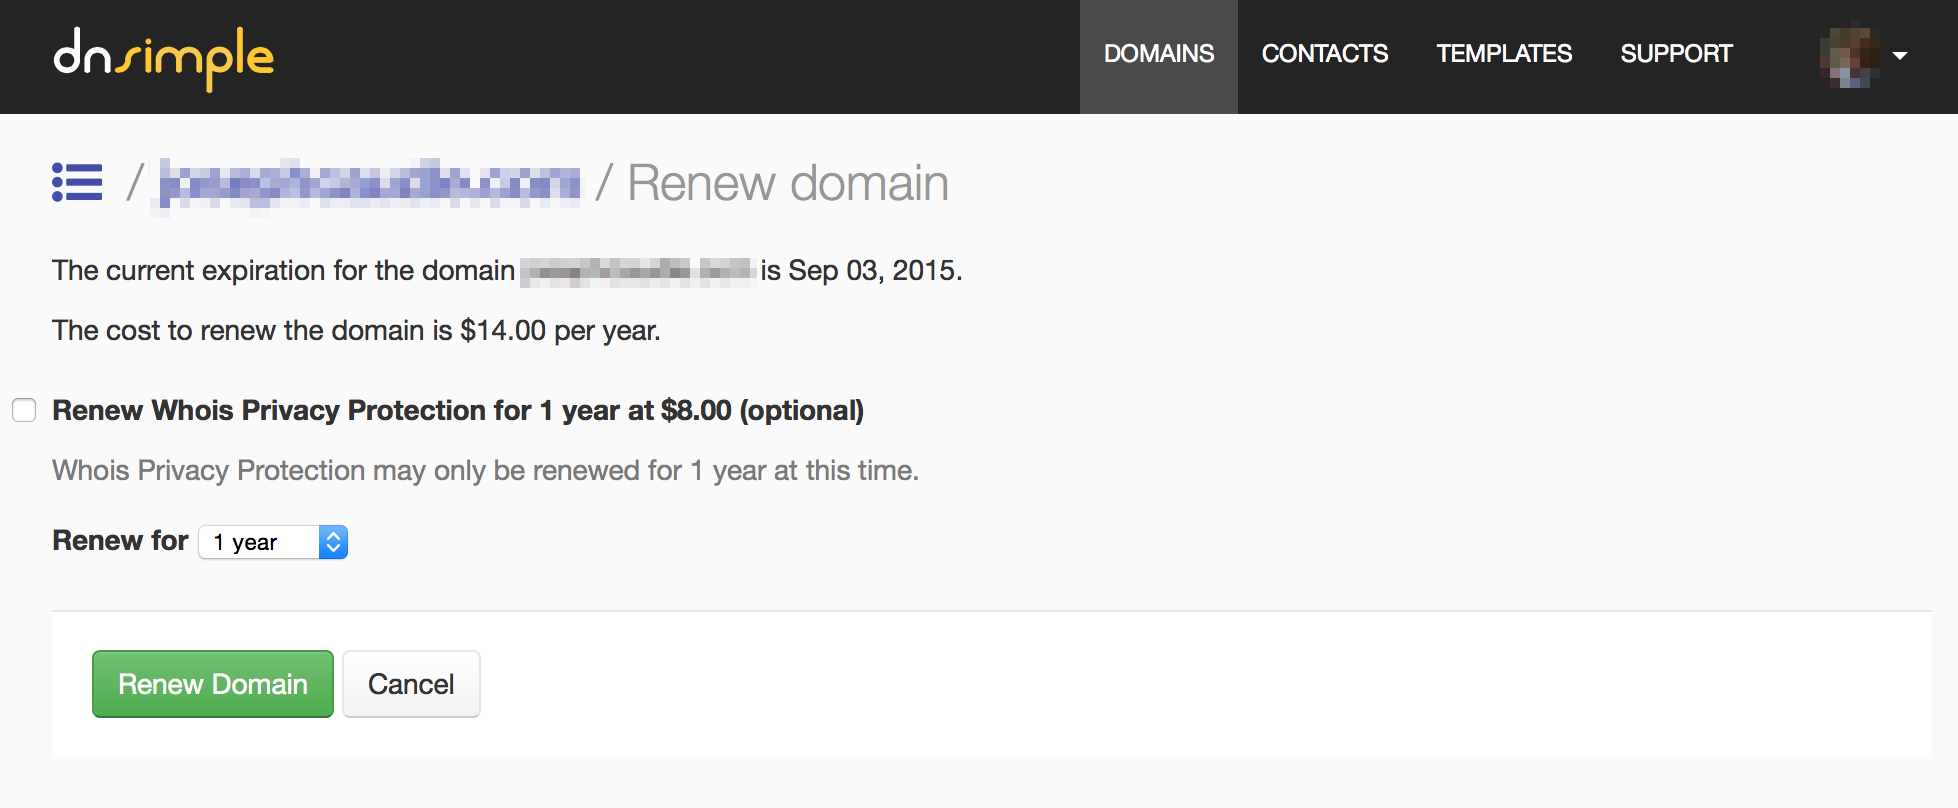 dnsimple
DOMAINS CONTACTS TEMPLATES SUPPORT
/ / Renew domain
The current expiration for the domain is Sep 03, 2015.
The cost to renew the domain is $14.00 per year.
Renew Whois Privacy Protection for 1 year at $8.00 (optional)
Whois Privacy Protection may only be renewed for 1 year at this time.
Renew for 1 year
Renew Domain Cancel